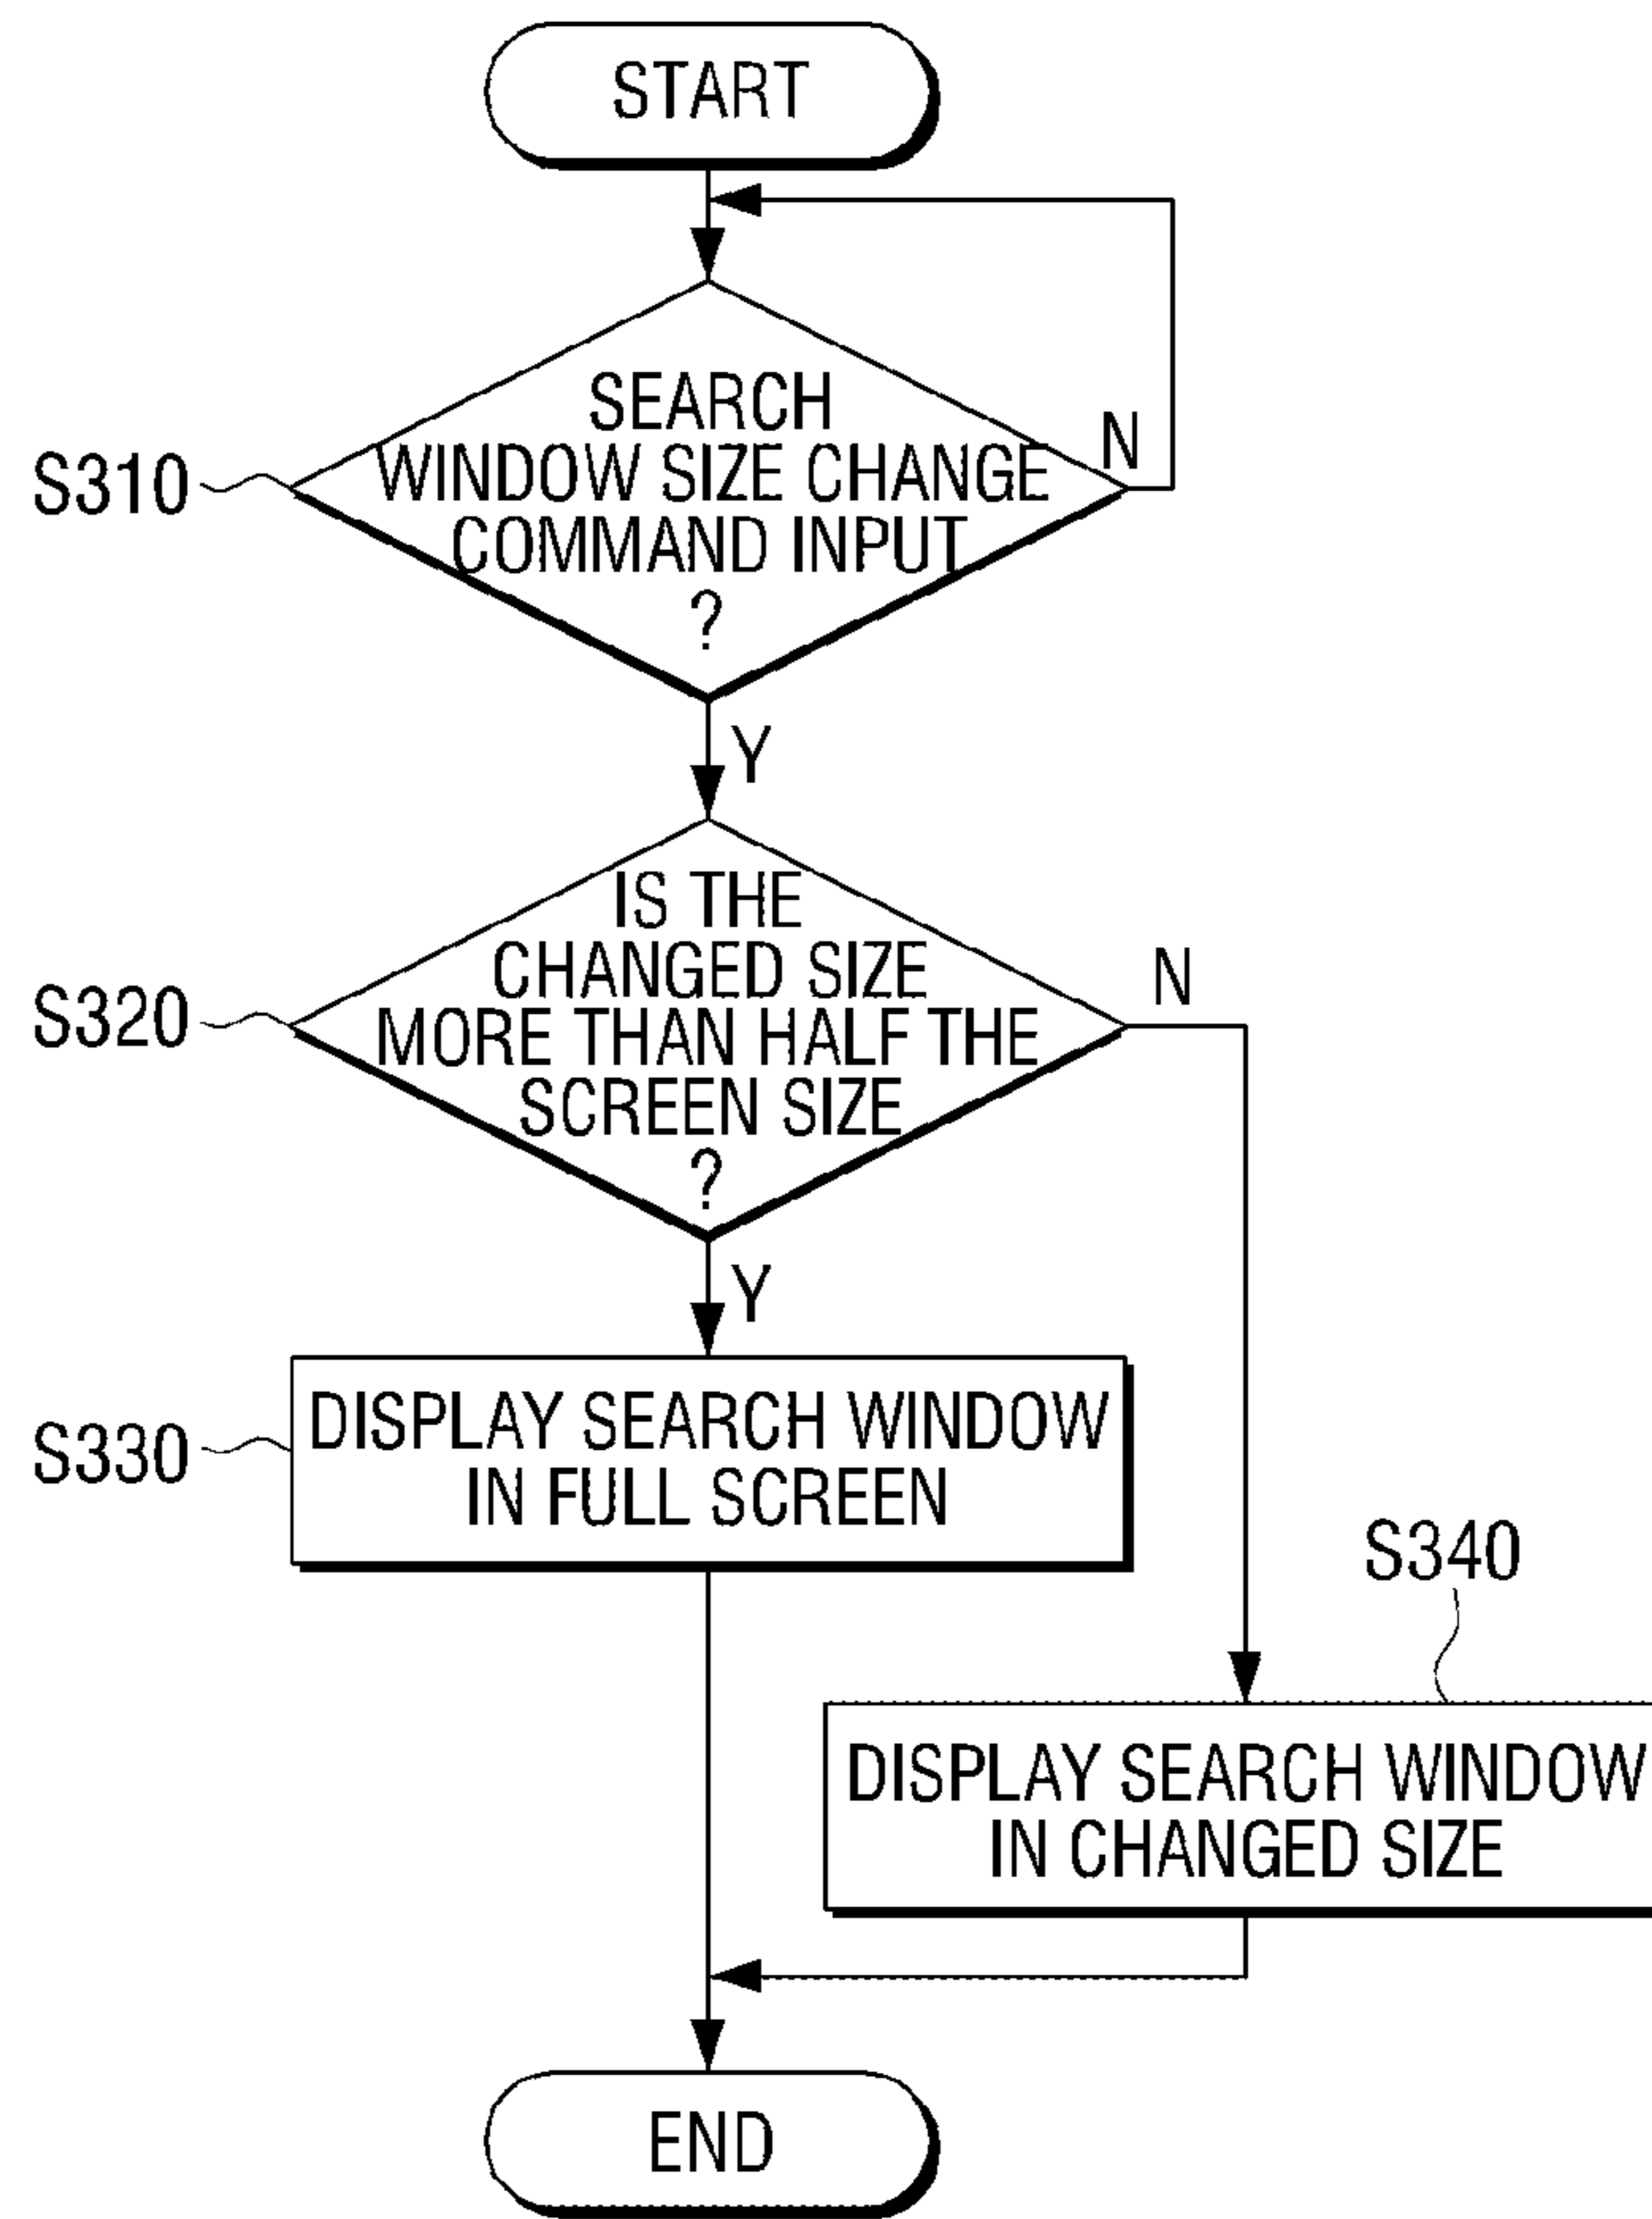 START
SEARCH
WINDOW SIZE CHANGE
COMMAND INPUT
?
N
S310
Y
IS THE
CHANGED SIZE
MORE THAN HALF THE
SCREEN SIZE
?
N
S320
Y
DISPLAY SEARCH WINDOW
IN FULL SCREEN
S330
S340
DISPLAY SEARCH WINDOW
IN CHANGED SIZE
END